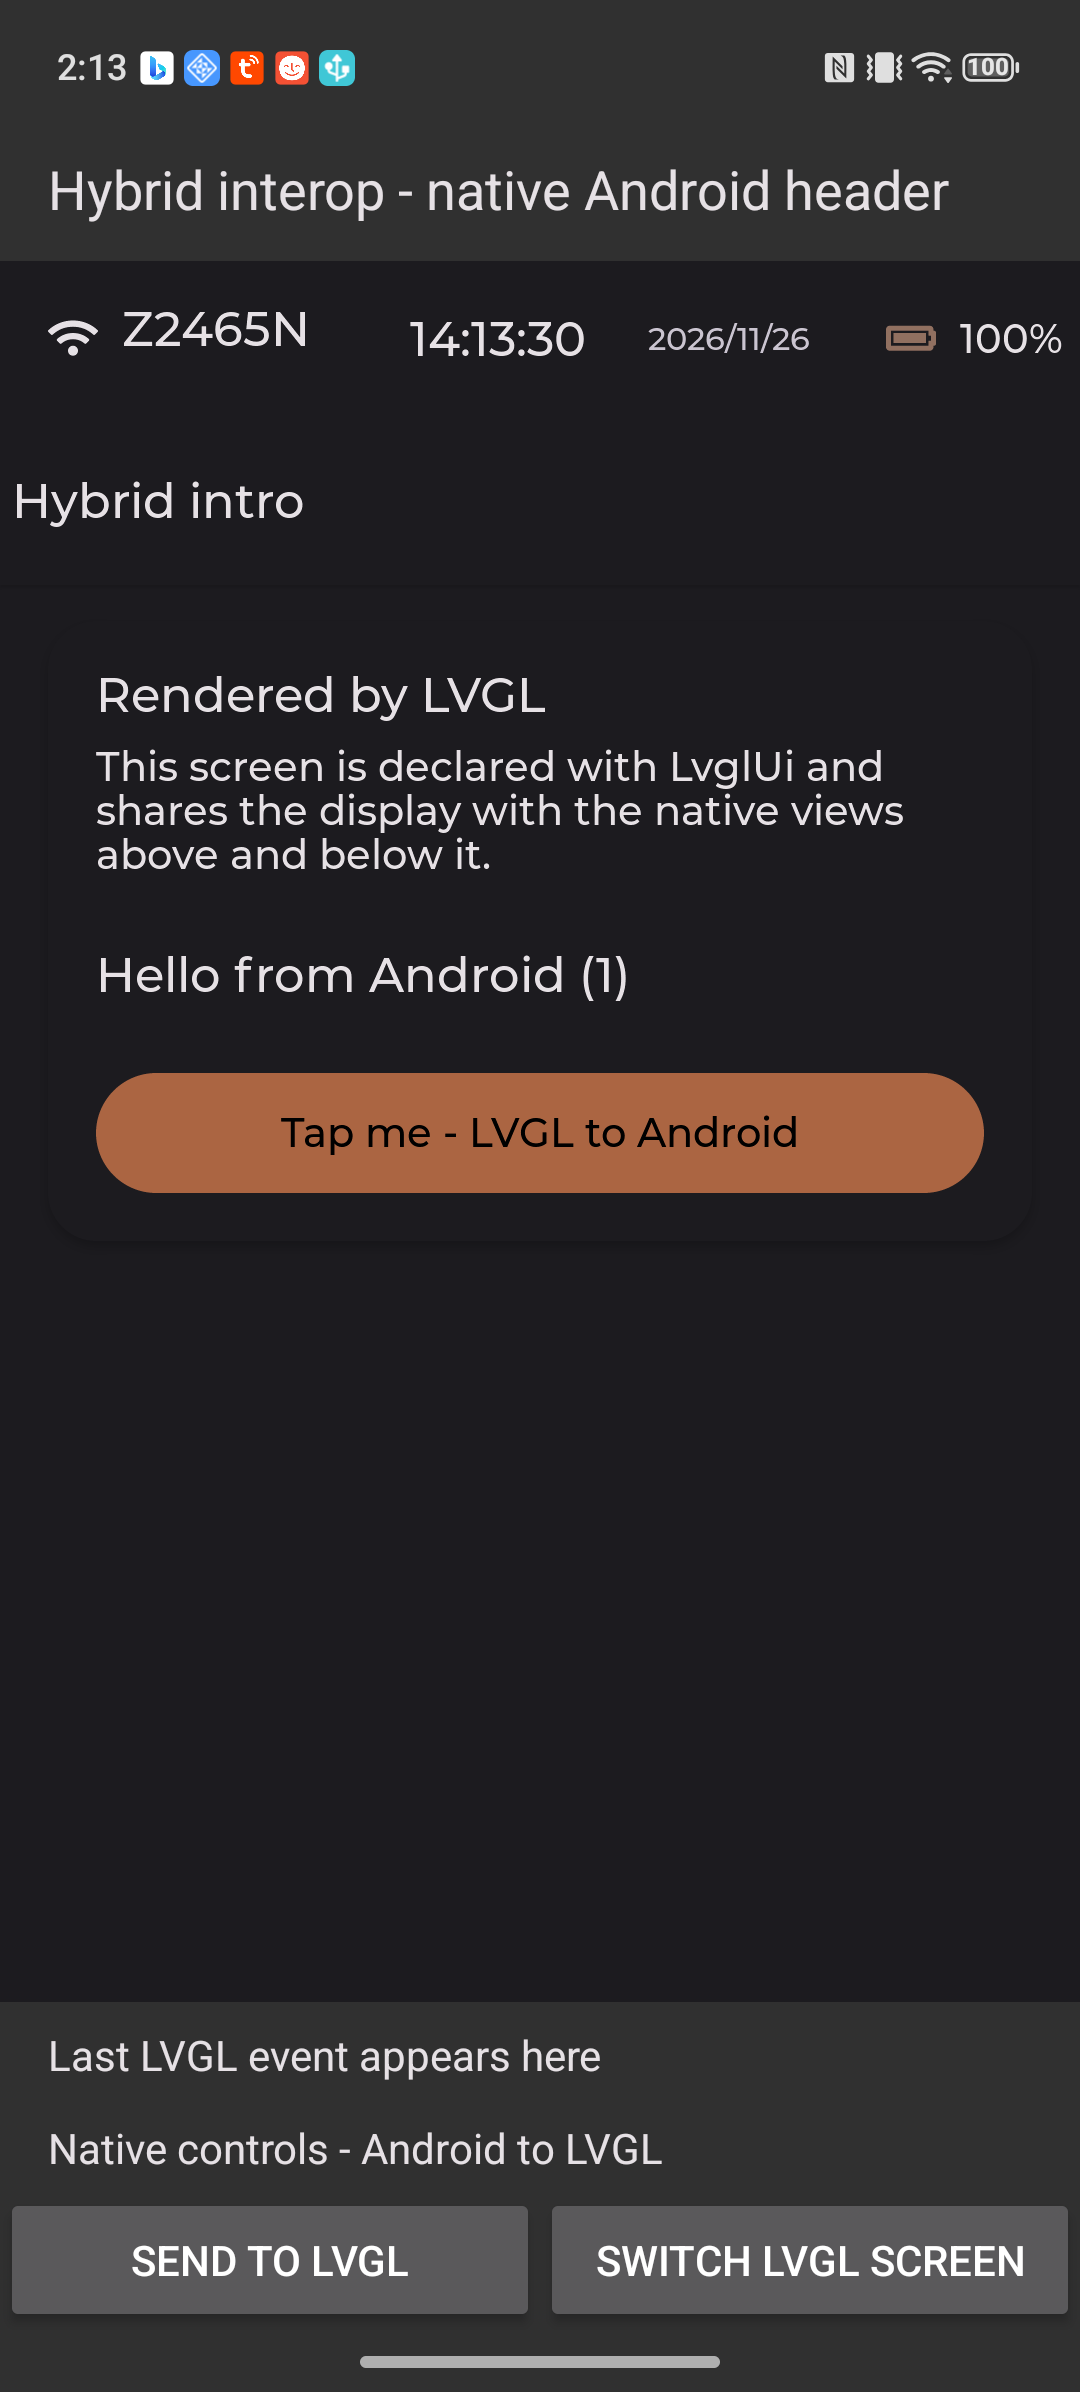 2:13
100
Hybrid interop - native Android header
Z2465N 14:13:30 2026/11/26 100%
Hybrid intro
Rendered by LVGL
This screen is declared with LvglUi and
shares the display with the native views
above and below it.
Hello from Android (1)
Tap me - LVGL to Android
Last LVGL event appears here
Native controls - Android to LVGL
SEND TO LVGL
SWITCH LVGL SCREEN